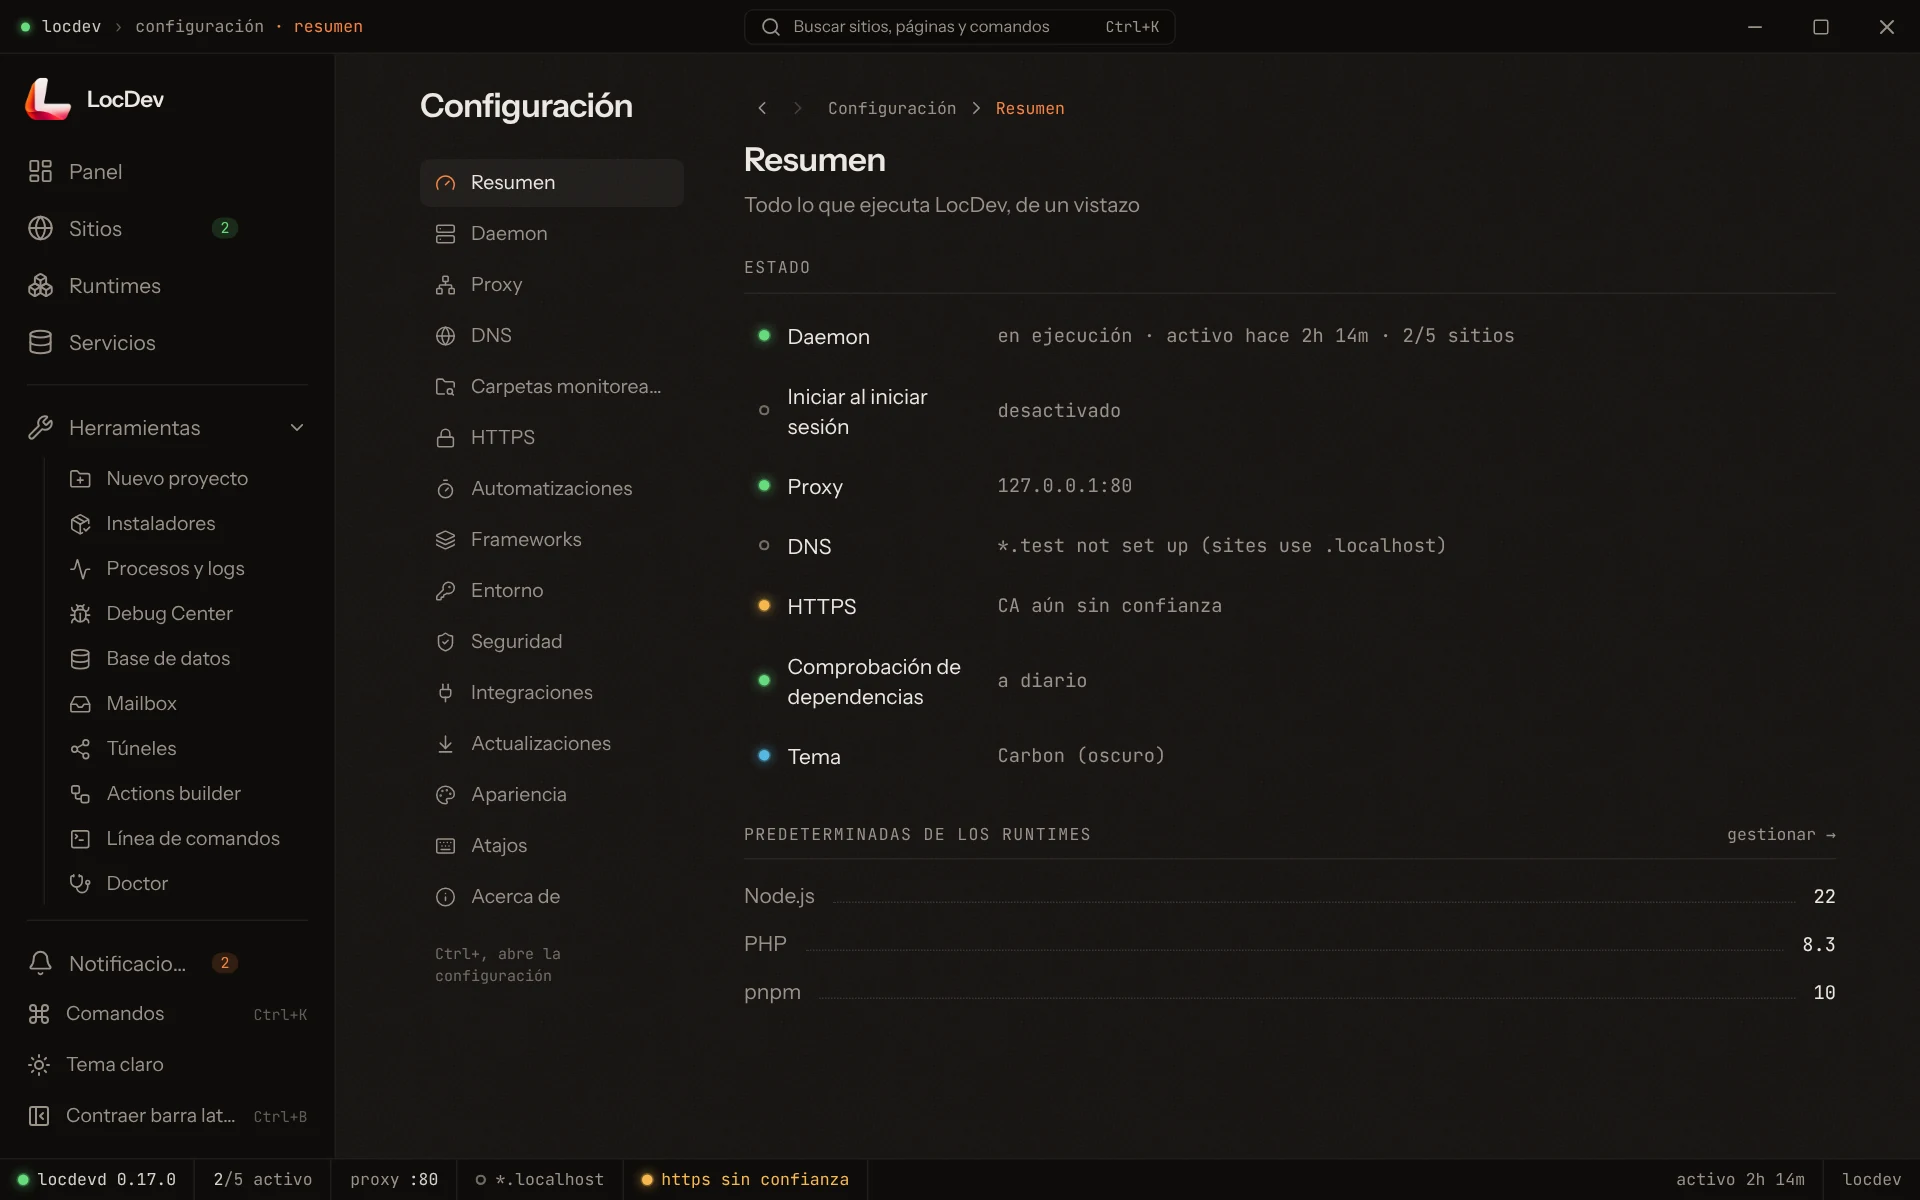 locdev › configuración · resumen
Buscar sitios, páginas y comandos Ctrl+K
LocDev
Panel
Sitios 2
Runtimes
Servicios
Herramientas
Nuevo proyecto
Instaladores
Procesos y logs
Debug Center
Base de datos
Mailbox
Túneles
Actions builder
Línea de comandos
Doctor
Notificacio... 2
Comandos Ctrl+K
Tema claro
Contraer barra lat... Ctrl+B
Configuración
Resumen
Daemon
Proxy
DNS
Carpetas monitorea...
HTTPS
Automatizaciones
Frameworks
Entorno
Seguridad
Integraciones
Actualizaciones
Apariencia
Atajos
Acerca de
Ctrl+, abre la
configuración
Configuración > Resumen
Resumen
Todo lo que ejecuta LocDev, de un vistazo
ESTADO
Daemon en ejecución · activo hace 2h 14m · 2/5 sitios
Iniciar al iniciar
sesión
desactivado
Proxy 127.0.0.1:80
DNS *.test not set up (sites use .localhost)
HTTPS CA aún sin confianza
Comprobación de
dependencias
a diario
Tema Carbon (oscuro)
PREDETERMINADAS DE LOS RUNTIMES gestionar →
Node.js 22
PHP 8.3
pnpm 10
locdevd 0.17.0 2/5 activo proxy :80 *.localhost https sin confianza activo 2h 14m locdev